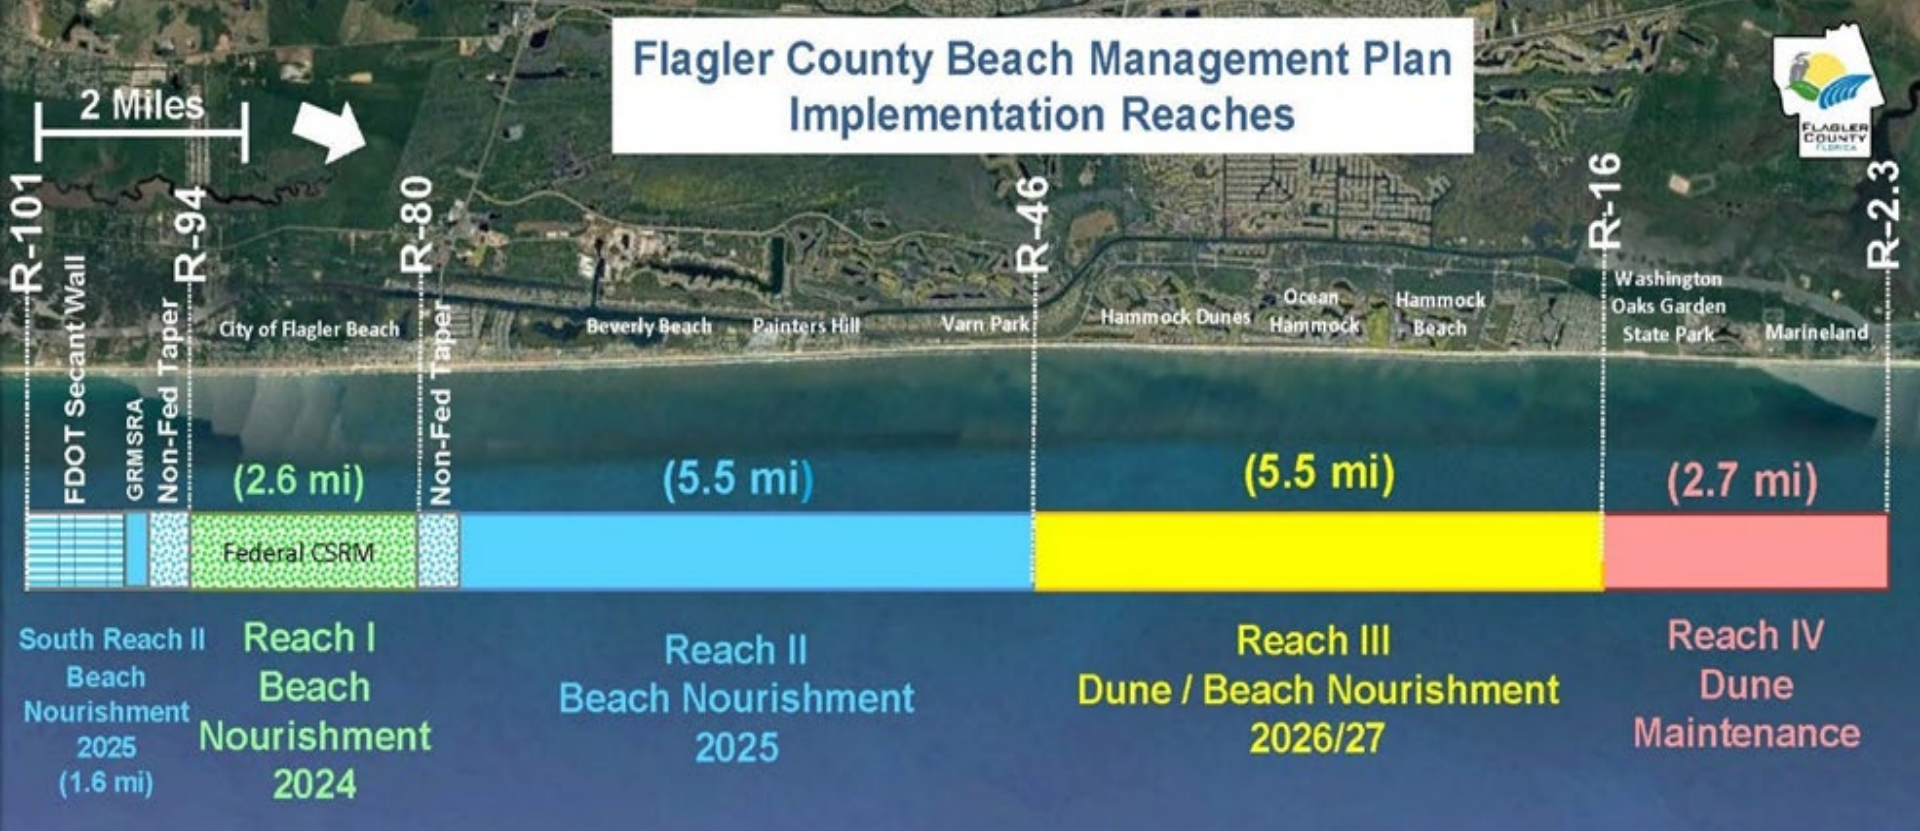 Flagler County Beach Management Plan
Implementation Reaches
2 Miles
FLAGLER
COUNTY
FLORIDA
R-101
R-94
R-80
R-46
R-16
R-2.3
FDOT Secant Wall
GRMSRA
Non-Fed Taper
City of Flagler Beach
Non-Fed Taper
Beverly Beach
Painters Hill
Varn Park
Hammock Dunes
Ocean
Hammock
Hammock
Beach
Washington
Oaks Garden
State Park
Marineland
(2.6 mi)
(5.5 mi)
(5.5 mi)
(2.7 mi)
Federal CSRM
South Reach II
Beach
Nourishment
2025
(1.6 mi)
Reach I
Beach
Nourishment
2024
Reach II
Beach Nourishment
2025
Reach III
Dune / Beach Nourishment
2026/27
Reach IV
Dune
Maintenance